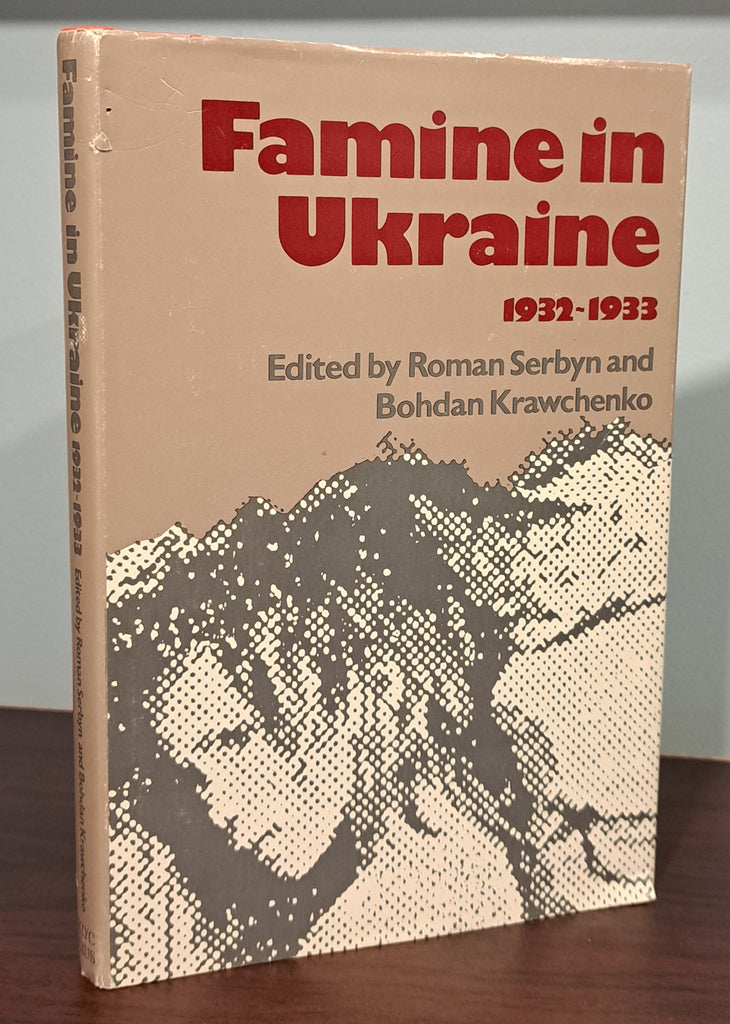 Famine in
Ukraine
1932-1933
Edited by Roman Serbyn and
Bohdan Krawchenko
Famine in Ukraine 1932-1933 Edited by Roman Serbyn and Bohdan Krawchenko